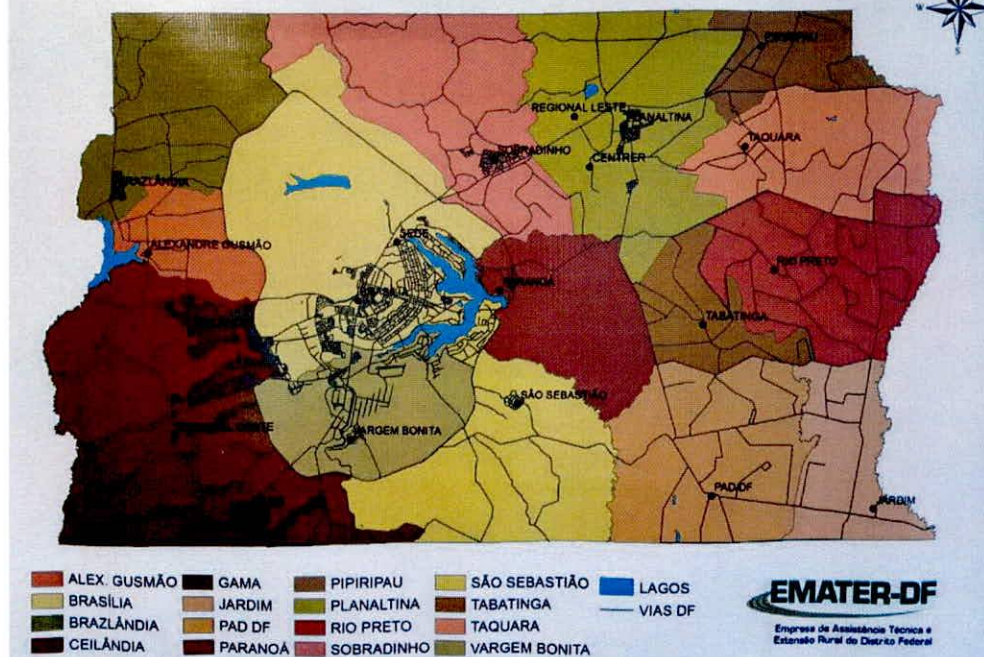 W
S
PIPIRIPAU
REGIONAL LESTE
PLANALTINA
TAQUARA
SOBRADINHO
CENTRER
BRAZLÂNDIA
SEDE
ALEXANDRE GUSMÃO
RIO PRETO
PARANOÁ
BRASÍLIA
TABATINGA
SÃO SEBASTIÃO
VARGEM BONITA
PAD/DF
JARDIM
ALEX. GUSMÃO
BRASÍLIA
BRAZLÂNDIA
CEILÂNDIA
GAMA
JARDIM
PAD DF
PARANOÁ
PIPIRIPAU
PLANALTINA
RIO PRETO
SOBRADINHO
SÃO SEBASTIÃO
TABATINGA
TAQUARA
VARGEM BONITA
LAGOS
VIAS DF
EMATER-DF
Empresa de Assistência Técnica e
Extensão Rural do Distrito Federal